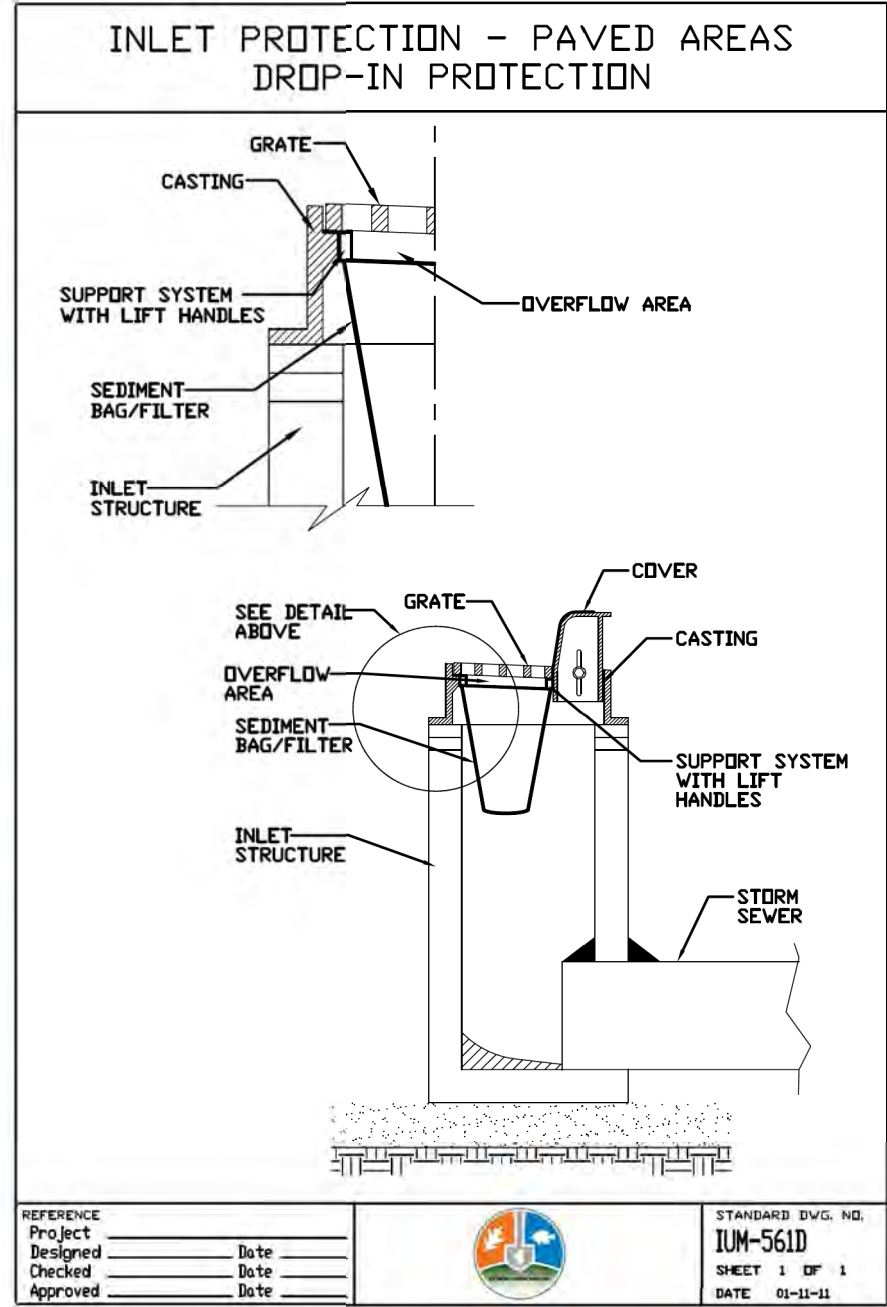 INLET PROTECTION - PAVED AREAS
DROP-IN PROTECTION
GRATE
CASTING
SUPPORT SYSTEM
WITH LIFT HANDLES
OVERFLOW AREA
SEDIMENT
BAG/FILTER
INLET
STRUCTURE
COVER
GRATE
SEE DETAIL
ABOVE
CASTING
OVERFLOW
AREA
SEDIMENT
BAG/FILTER
SUPPORT SYSTEM
WITH LIFT
HANDLES
INLET
STRUCTURE
STORM
SEWER
REFERENCE
Project
Designed Date
Checked Date
Approved Date
STANDARD DWG. NO.
IUM-561D
SHEET 1 OF 1
DATE 01-11-11